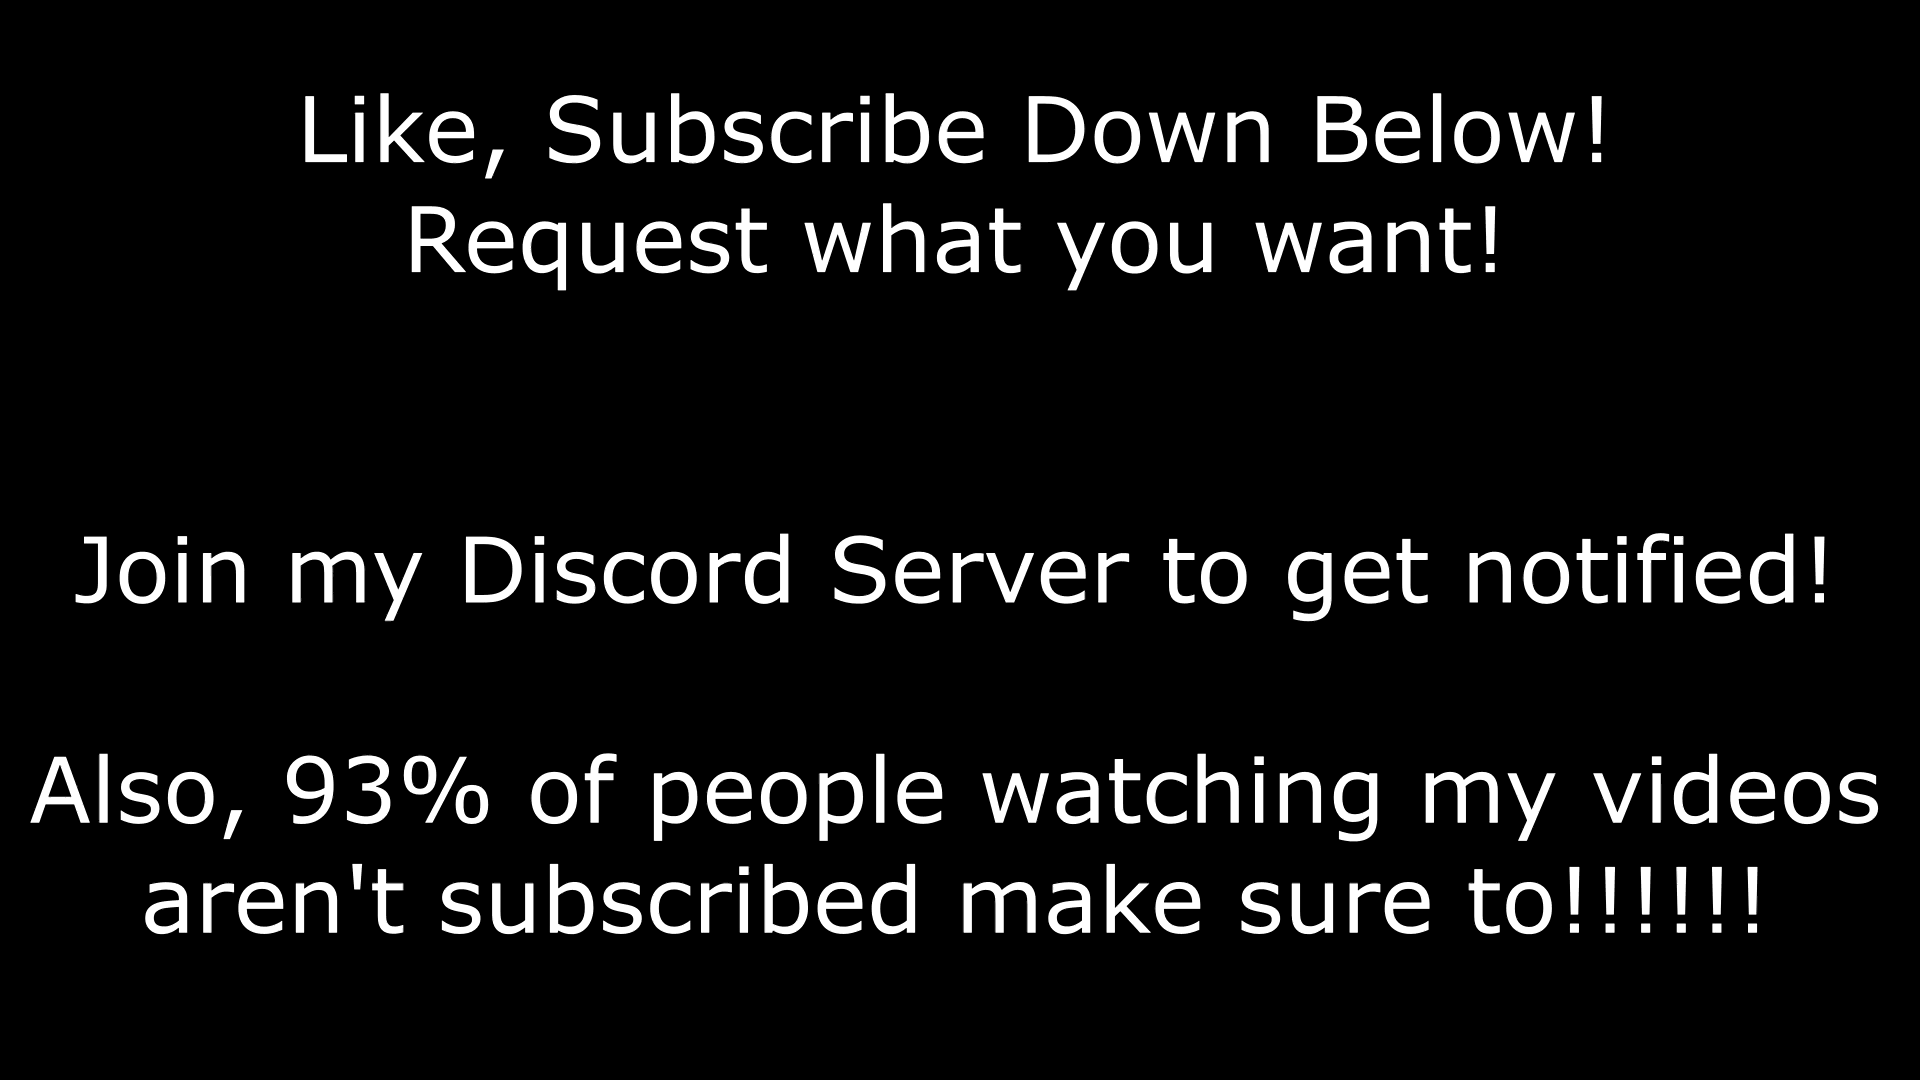 Like, Subscribe Down Below!
Request what you want!
Join my Discord Server to get notified!
Also, 93% of people watching my videos
aren't subscribed make sure to!!!!!!